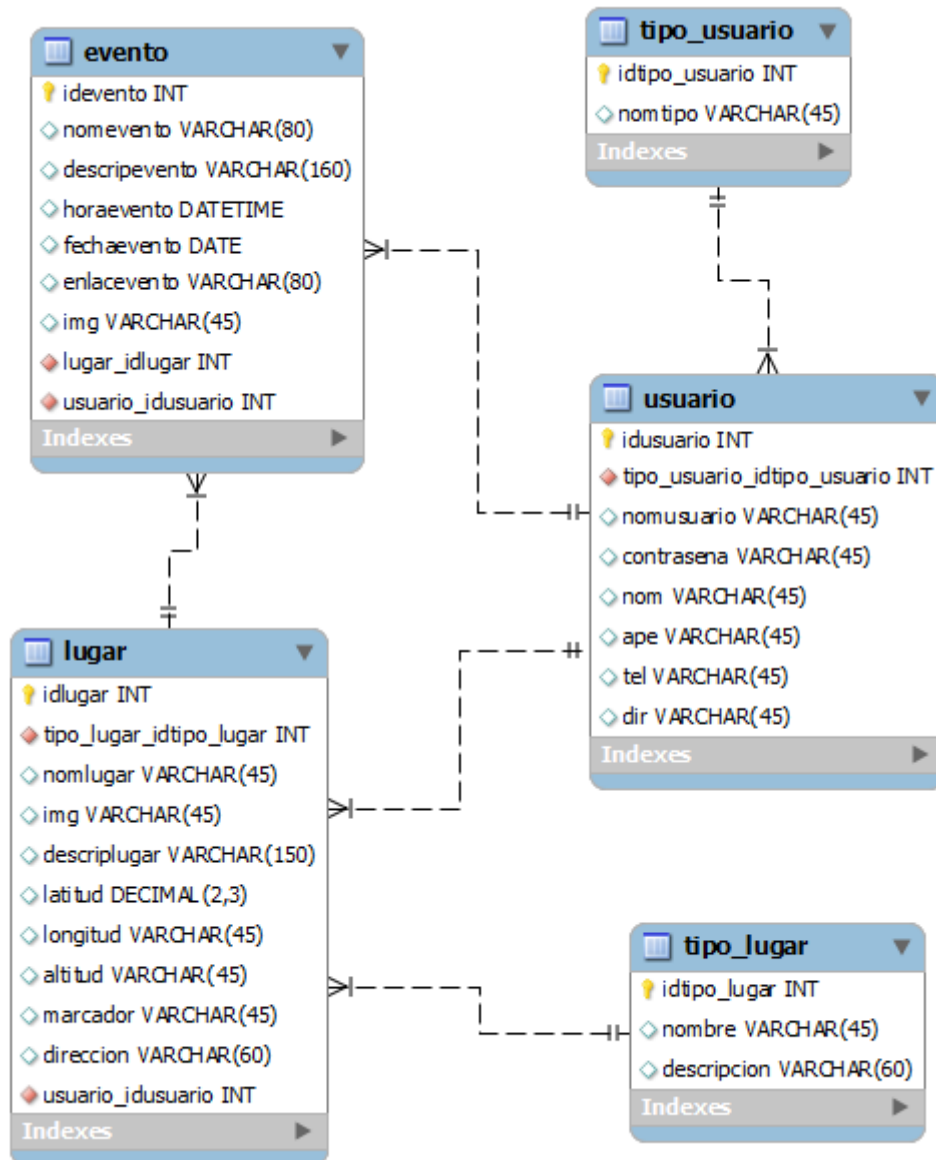 evento
idevento INT
nomevento VARCHAR(80)
descripevento VARCHAR(160)
horaevento DATETIME
fechaevento DATE
enlacevento VARCHAR(80)
img VARCHAR(45)
lugar_idlugar INT
usuario_idusuario INT
Indexes
tipo_usuario
idtipo_usuario INT
nomtipo VARCHAR(45)
Indexes
usuario
idusuario INT
tipo_usuario_idtipo_usuario INT
nomusuario VARCHAR(45)
contrasena VARCHAR(45)
nom VARCHAR(45)
ape VARCHAR(45)
tel VARCHAR(45)
dir VARCHAR(45)
Indexes
lugar
idlugar INT
tipo_lugar_idtipo_lugar INT
nomlugar VARCHAR(45)
img VARCHAR(45)
descriplugar VARCHAR(150)
latitud DECIMAL(2,3)
longitud VARCHAR(45)
altitud VARCHAR(45)
marcador VARCHAR(45)
direccion VARCHAR(60)
usuario_idusuario INT
Indexes
tipo_lugar
idtipo_lugar INT
nombre VARCHAR(45)
descripcion VARCHAR(60)
Indexes